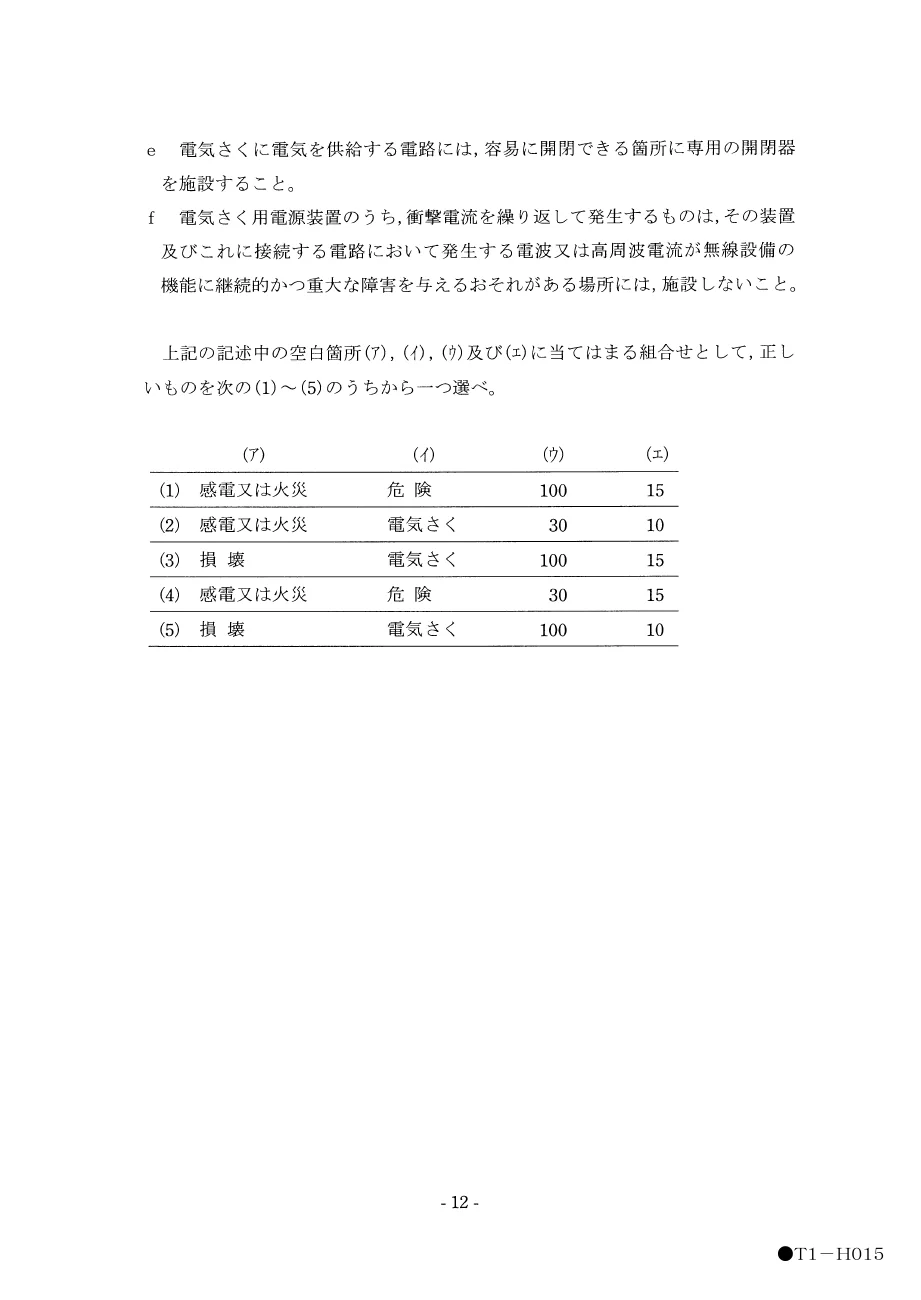 e 電気さくに電気を供給する電路には,容易に開閉できる箇所に専用の開閉器
を施設すること。
f 電気さく用電源装置のうち,衝撃電流を繰り返して発生するものは,その装置
及びこれに接続する電路において発生する電波又は高周波電流が無線設備の
機能に継続的かつ重大な障害を与えるおそれがある場所には,施設しないこと。
上記の記述中の空白箇所(ア),(イ),(ウ)及び(エ)に当てはまる組合せとして,正し
いものを次の(1)~(5)のうちから一つ選べ。
(ア) (イ) (ウ) (エ)
(1) 感電又は火災 危 険 100 15
(2) 感電又は火災 電気さく 30 10
(3) 損 壊 電気さく 100 15
(4) 感電又は火災 危 険 30 15
(5) 損 壊 電気さく 100 10
- 12 -
●T1-H015